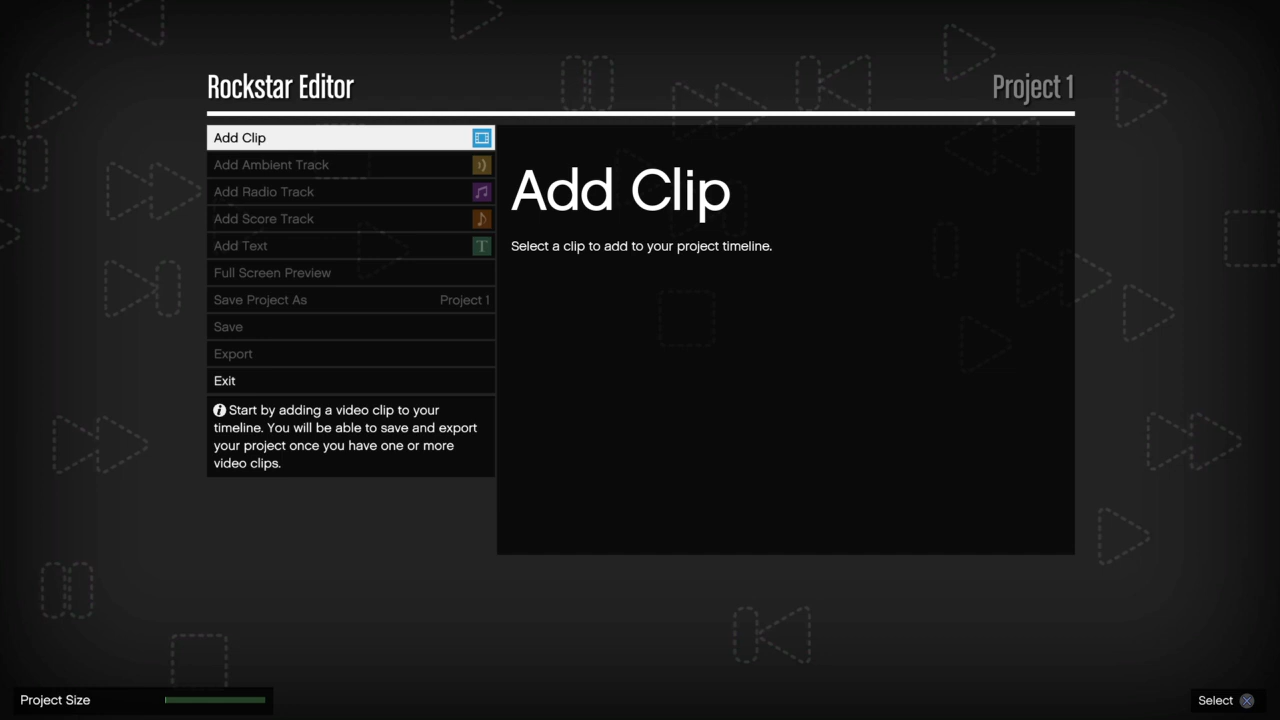 Rockstar Editor
Project 1
Add Clip
Add Ambient Track
Add Radio Track
Add Score Track
Add Text
T
Full Screen Preview
Save Project As
Project 1
Save
Export
Exit
Start by adding a video clip to your
timeline. You will be able to save and export
your project once you have one or more
video clips.
Add Clip
Select a clip to add to your project timeline.
Project Size
Select